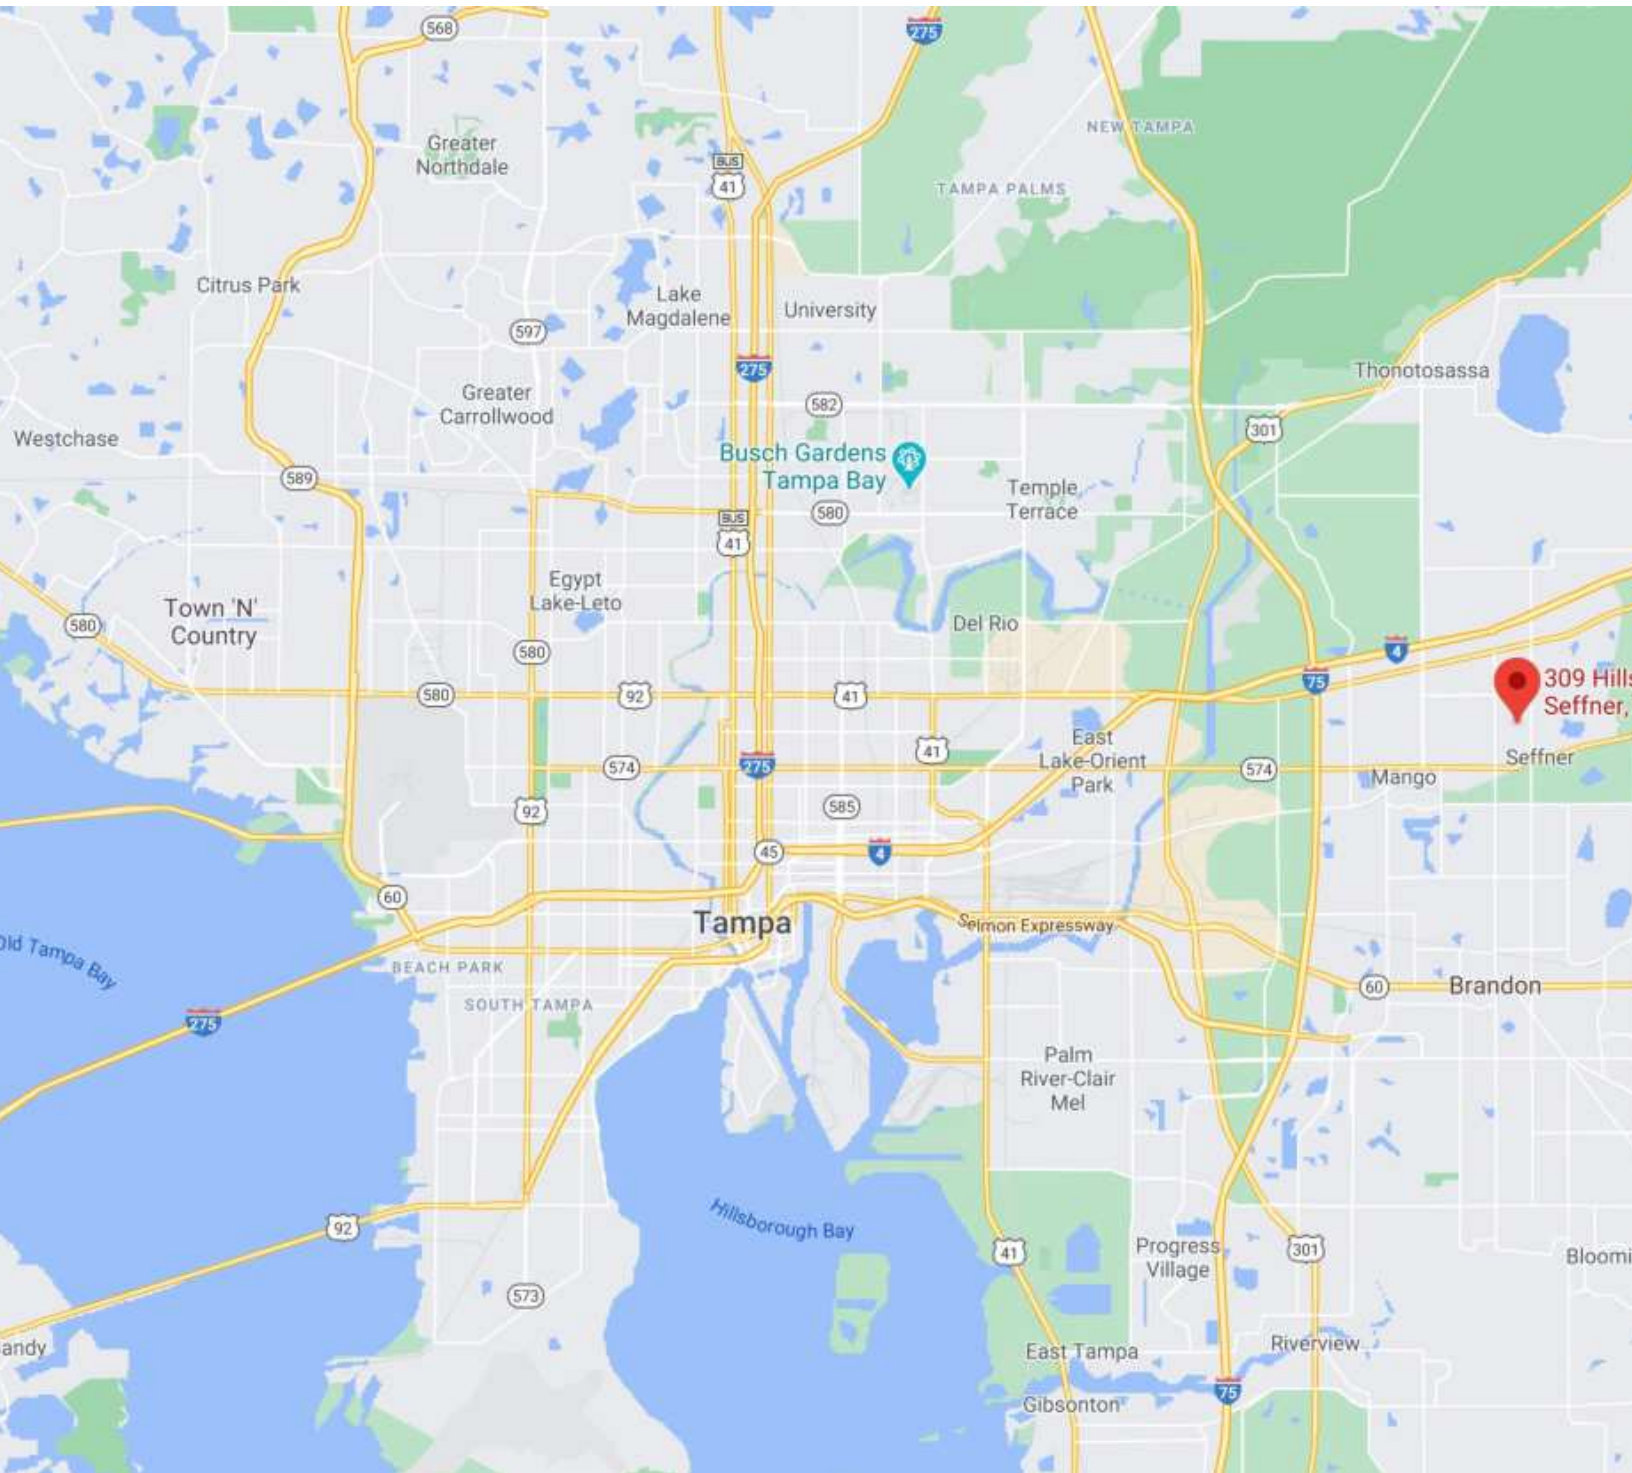 568
275
Greater
Northdale
NEW TAMPA
BUS
41
TAMPA PALMS
Citrus Park
Lake
Magdalene
University
597
275
Thonotosassa
Greater
Carrollwood
582
301
Westchase
Busch Gardens
Tampa Bay
589
Temple
Terrace
580
BUS
41
Egypt
Lake-Leto
Town 'N'
Country
580
Del Rio
580
4
75
309 Hills
Seffner,
580
92
41
41
East
Lake-Orient
Park
574
275
574
Seffner
Mango
92
585
45
4
60
Tampa
Selmon Expressway
Old Tampa Bay
BEACH PARK
60
Brandon
SOUTH TAMPA
275
Palm
River-Clair
Mel
Hillsborough Bay
92
41
Progress
Village
301
Bloomi
573
andy
East Tampa
Riverview
75
Gibsonton